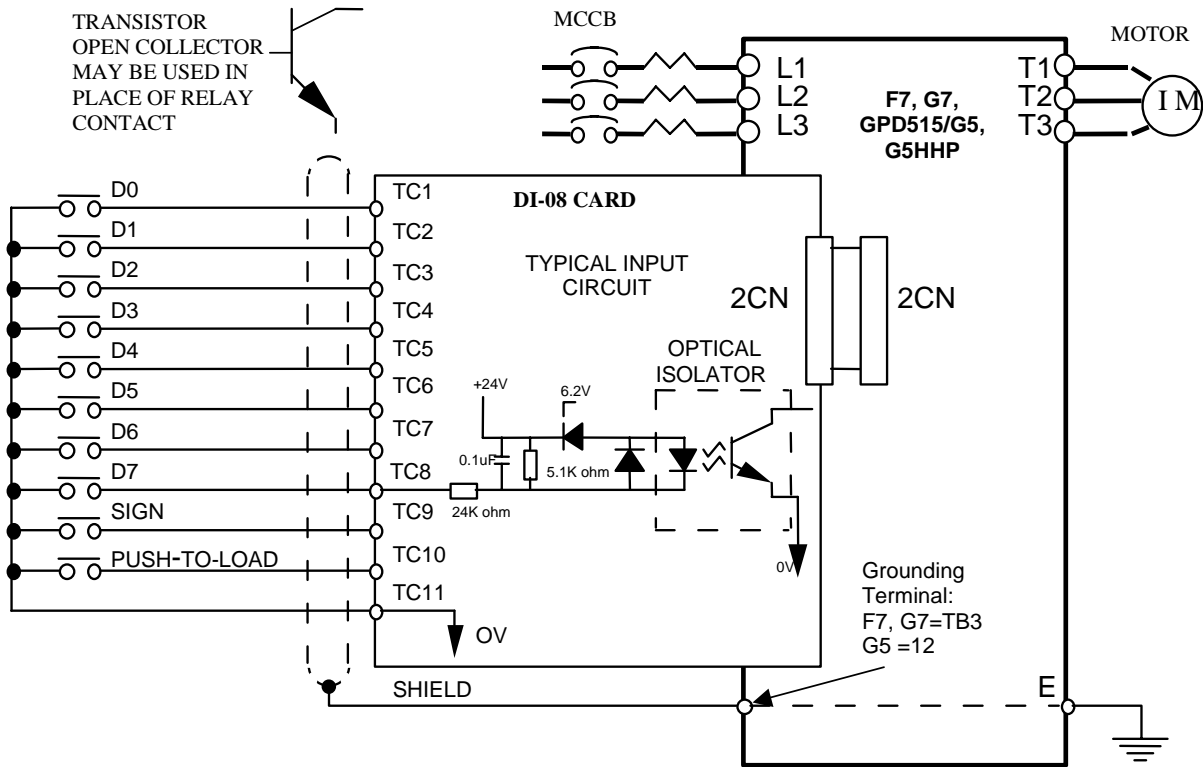 TRANSISTOR
OPEN COLLECTOR
MAY BE USED IN
PLACE OF RELAY
CONTACT
MCCB
MOTOR
L1
L2
L3
F7, G7,
GPD515/G5,
G5HHP
T1
T2
T3
I M
D0
D1
D2
D3
D4
D5
D6
D7
SIGN
PUSH-TO-LOAD
TC1
TC2
TC3
TC4
TC5
TC6
TC7
TC8
TC9
TC10
TC11
DI-08 CARD
TYPICAL INPUT
CIRCUIT
2CN
2CN
OPTICAL
ISOLATOR
+24V
6.2V
0.1uF
5.1K ohm
24K ohm
0V
OV
Grounding
Terminal:
F7, G7=TB3
G5 =12
SHIELD
E